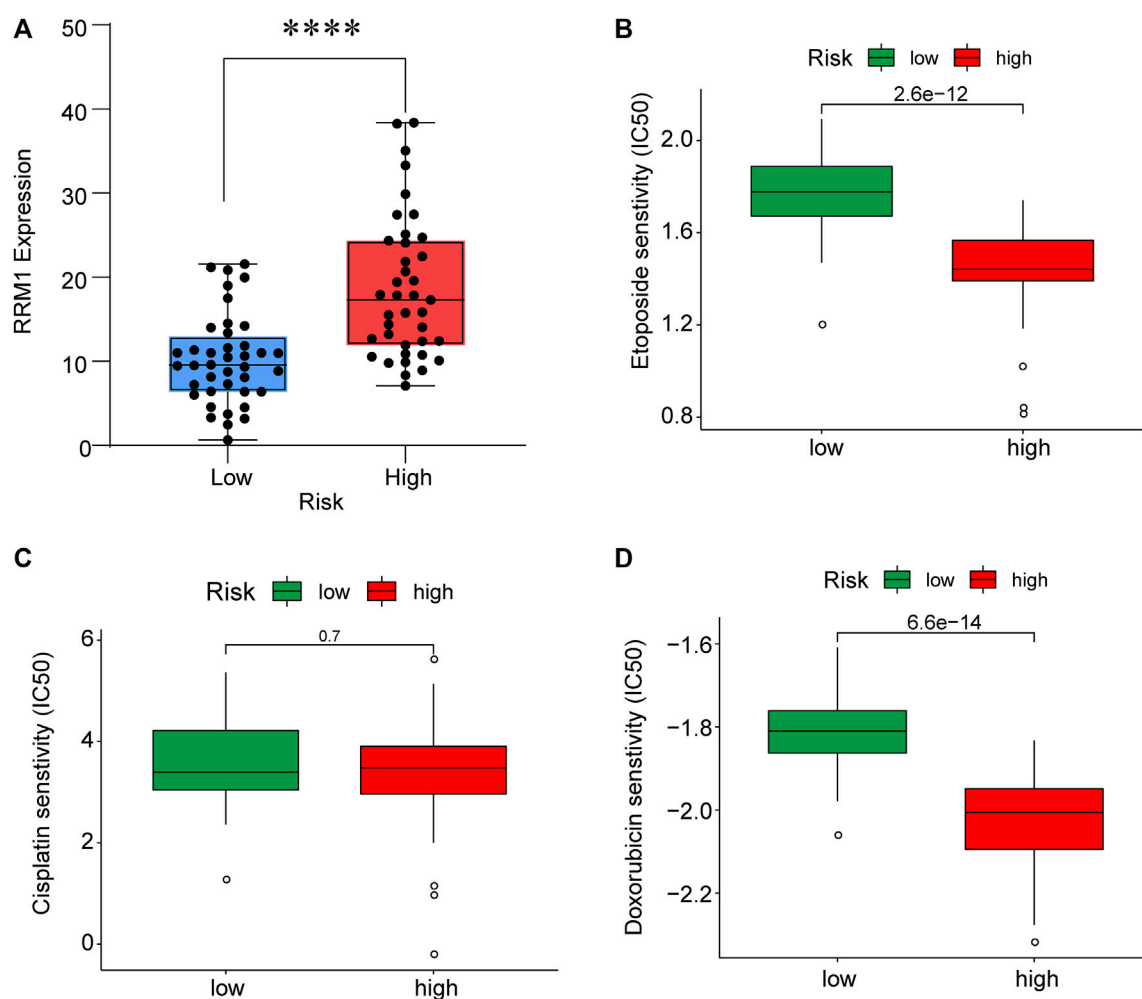 A
50
40
30
20
10
0
RRM1 Expression
****
Low
High
Risk
B
Risk
low
high
2.6e−12
2.0
1.6
1.2
0.8
Etoposide senstivity (IC50)
low
high
C
Risk
low
high
0.7
6
4
2
0
Cisplatin senstivity (IC50)
low
high
D
Risk
low
high
6.6e−14
−1.6
−1.8
−2.0
−2.2
Doxorubicin senstivity (IC50)
low
high